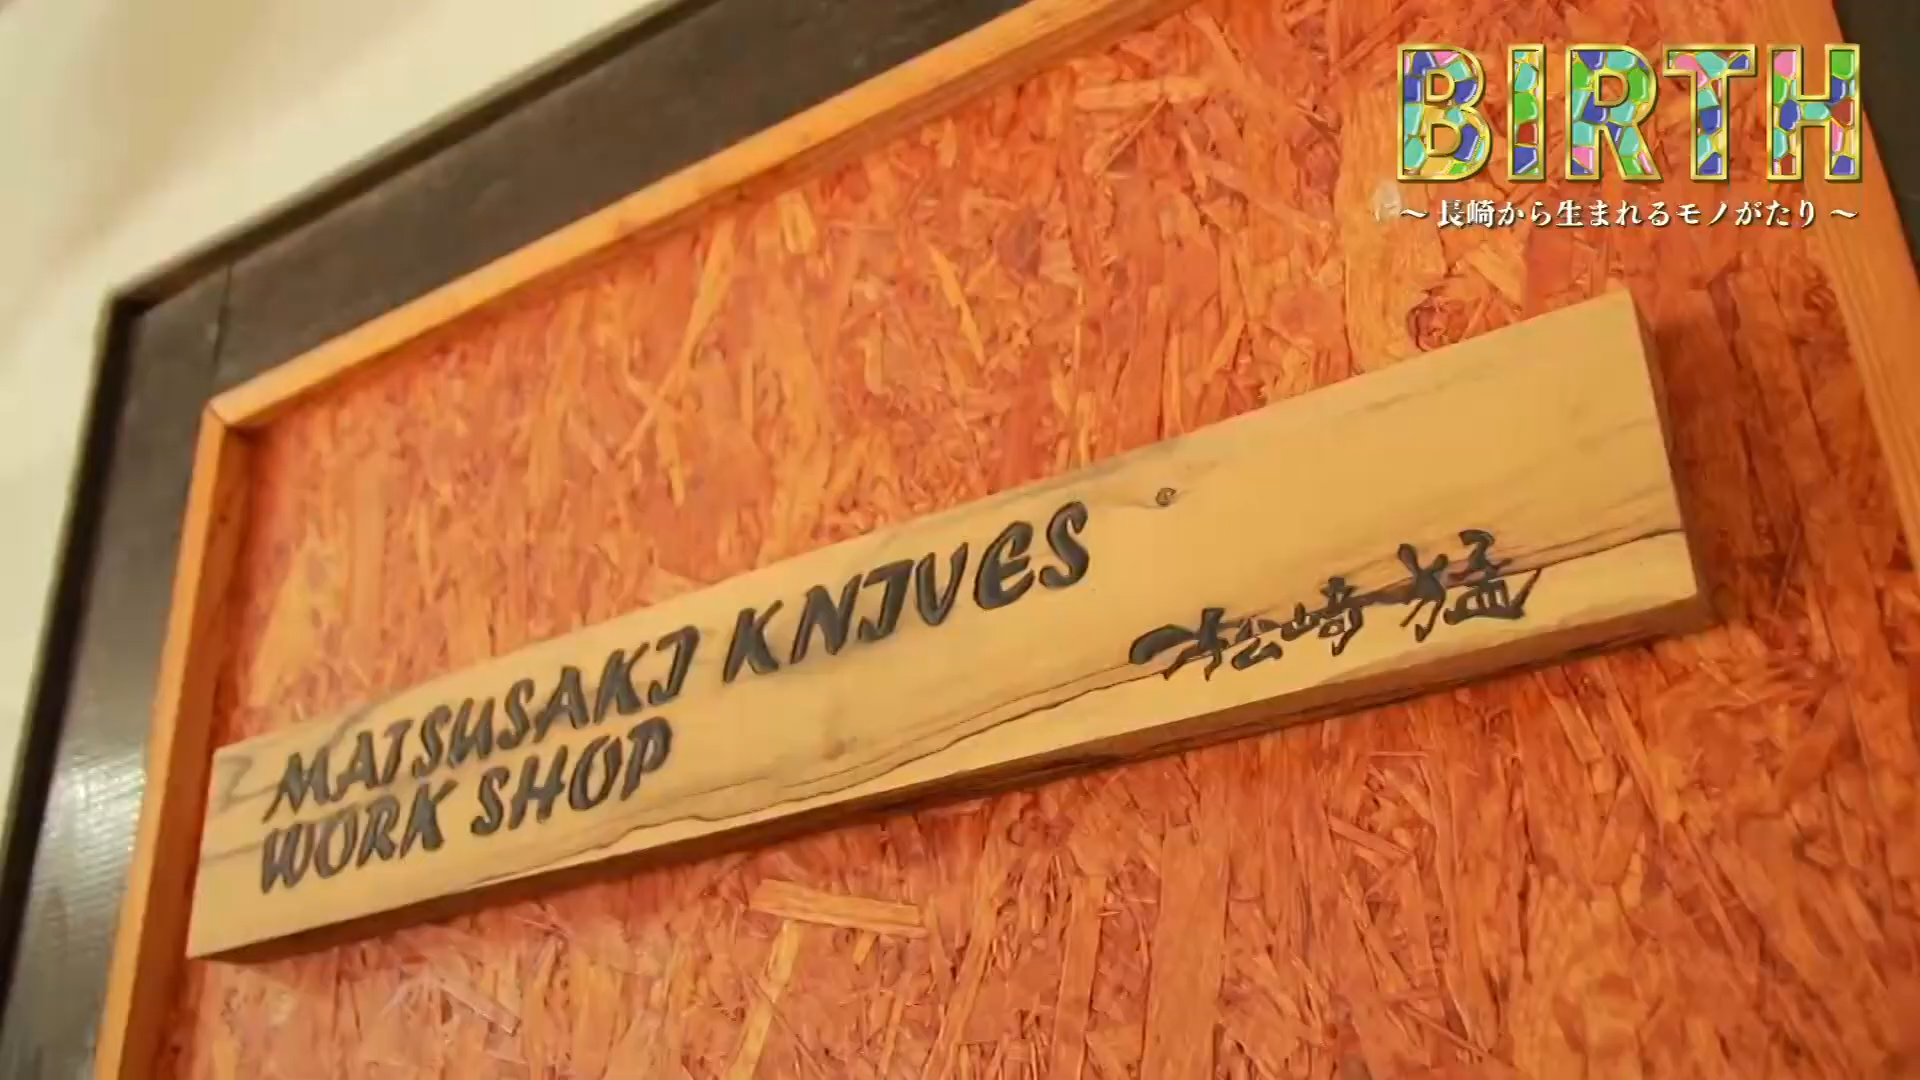 BIRTH
～ 長崎から生まれるモノがたり ～
MATSUSAKI KNIVES
WORK SHOP
松崎 猛